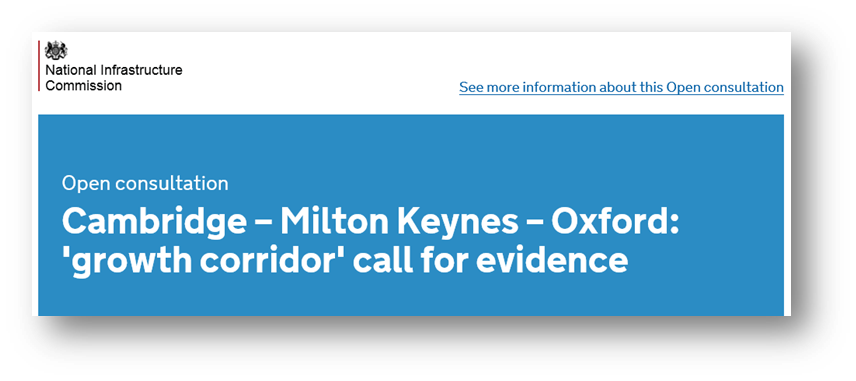 National Infrastructure
Commission
See more information about this Open consultation
Open consultation
Cambridge – Milton Keynes – Oxford:
'growth corridor' call for evidence